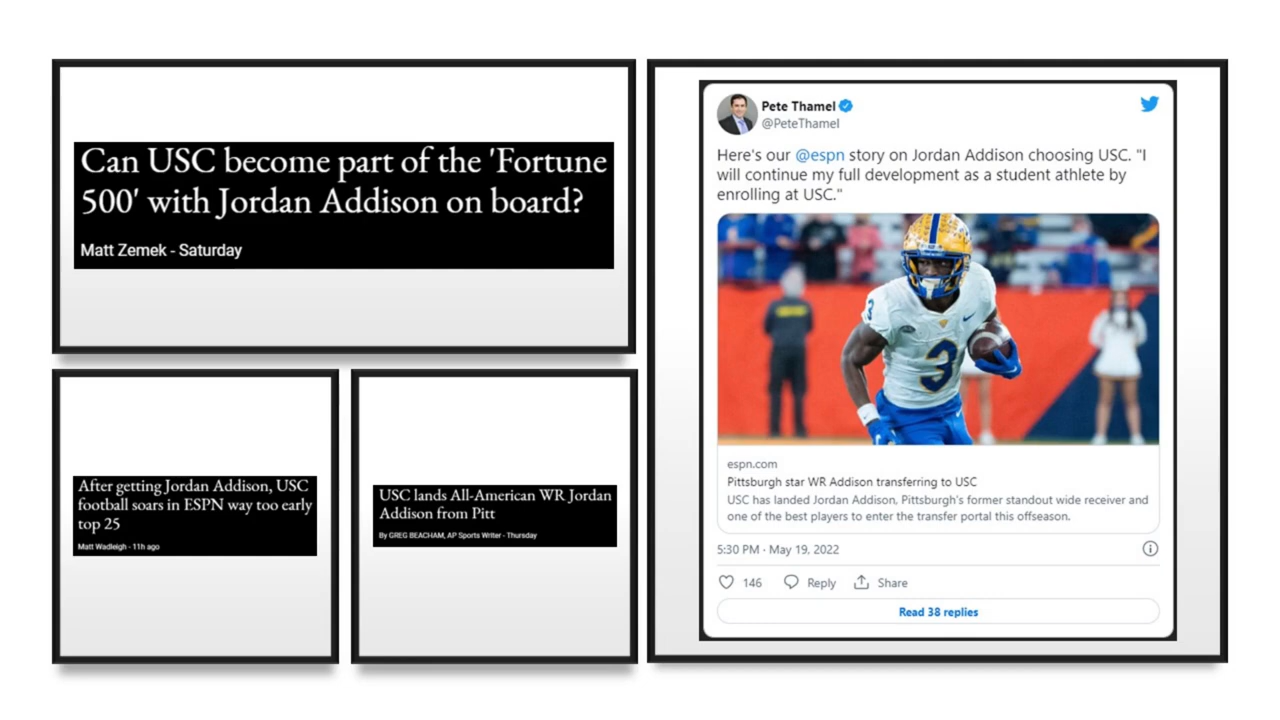 Can USC become part of the 'Fortune
500' with Jordan Addison on board?
Matt Zemek - Saturday
After getting Jordan Addison, USC
football soars in ESPN way too early
top 25
Matt Wadleigh - 11h ago
USC lands All-American WR Jordan
Addison from Pitt
By GREG BEACHAM, AP Sports Writer - Thursday
Pete Thamel
@PeteThamel
Here's our @espn story on Jordan Addison choosing USC. "I
will continue my full development as a student athlete by
enrolling at USC."
3
3
espn.com
Pittsburgh star WR Addison transferring to USC
USC has landed Jordan Addison, Pittsburgh's former standout wide receiver and
one of the best players to enter the transfer portal this offseason.
5:30 PM · May 19, 2022
146 Reply Share
Read 38 replies